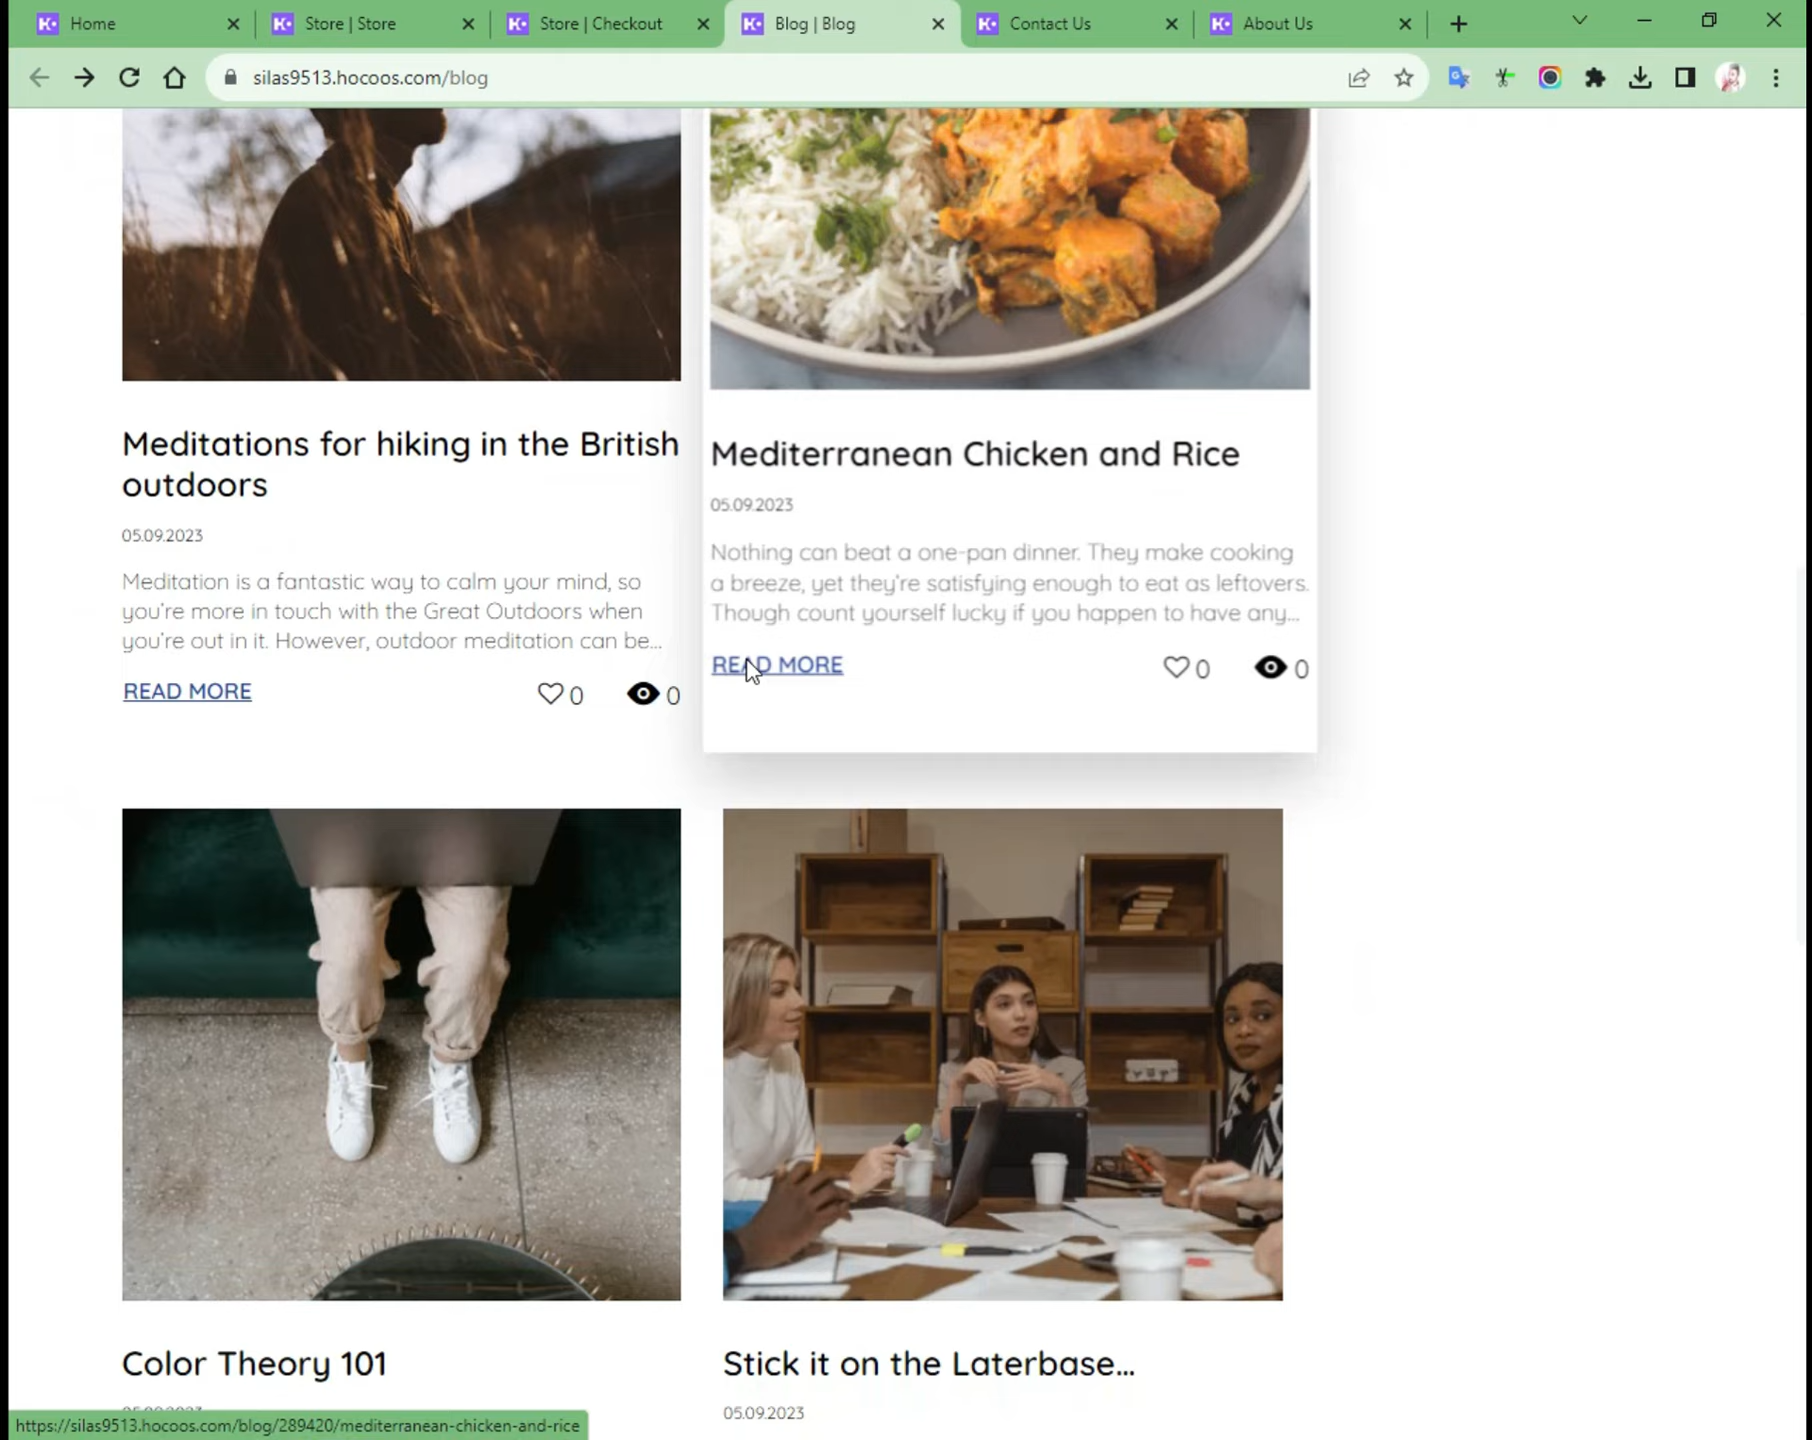 Home
Store | Store
Store | Checkout
Blog | Blog
Contact Us
About Us
silas9513.hocoos.com/blog
Meditations for hiking in the British
outdoors
05.09.2023
Meditation is a fantastic way to calm your mind, so
you're more in touch with the Great Outdoors when
you're out in it. However, outdoor meditation can be...
READ MORE
0
0
Mediterranean Chicken and Rice
05.09.2023
Nothing can beat a one-pan dinner. They make cooking
a breeze, yet they're satisfying enough to eat as leftovers.
Though count yourself lucky if you happen to have any...
READ MORE
0
0
Color Theory 101
Stick it on the Laterbase...
05.09.2023
https://silas9513.hocoos.com/blog/289420/mediterranean-chicken-and-rice